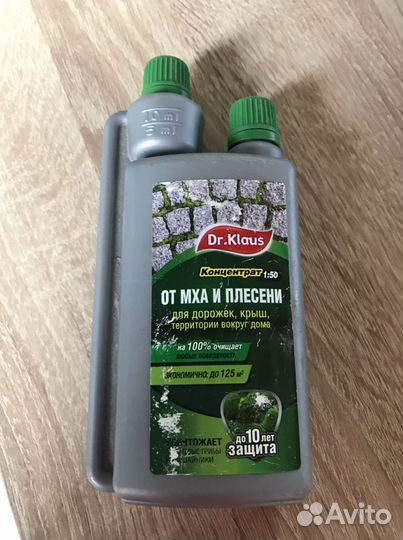 10 ml
5 ml
Dr.Klaus
Концентрат 1:50
ОТ МХА И ПЛЕСЕНИ
для дорожек, крыш,
территории вокруг дома
на 100% очищает
любые поверхности
экономично: до 125 м²
до 10 лет
защита
Avito